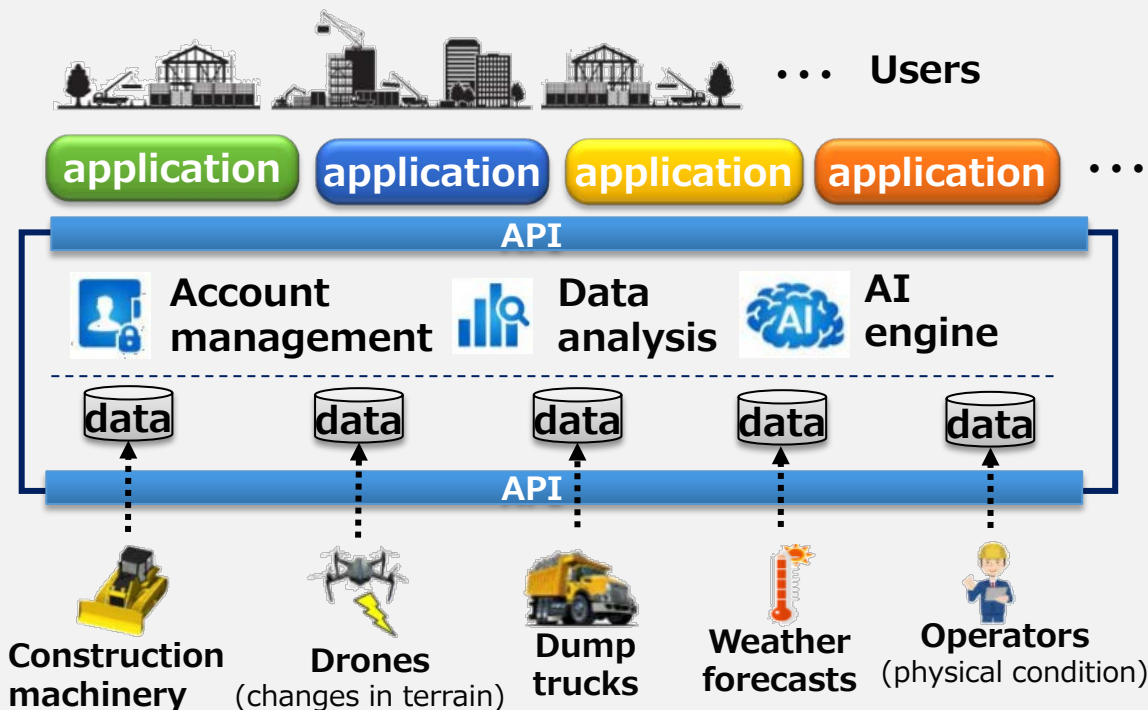 ... Users
application application application application ...
API
Account management
Data analysis
AI
AI engine
data data data data data
API
Construction machinery
Drones
(changes in terrain)
Dump trucks
Weather forecasts
Operators
(physical condition)